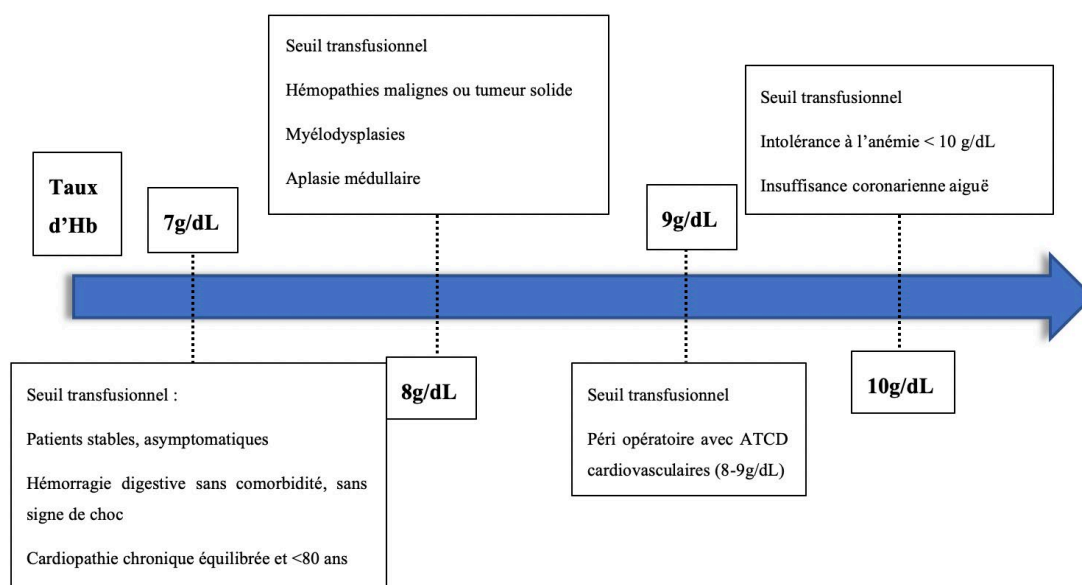 Taux
d'Hb
7g/dL
Seuil transfusionnel :
Patients stables, asymptomatiques
Hémorragie digestive sans comorbidité, sans
signe de choc
Cardiopathie chronique équilibrée et <80 ans
Seuil transfusionnel
Hémopathies malignes ou tumeur solide
Myélodysplasies
Aplasie médullaire
8g/dL
9g/dL
Seuil transfusionnel
Péri opératoire avec ATCD
cardiovasculaires (8-9g/dL)
Seuil transfusionnel
Intolérance à l'anémie < 10 g/dL
Insuffisance coronarienne aiguë
10g/dL